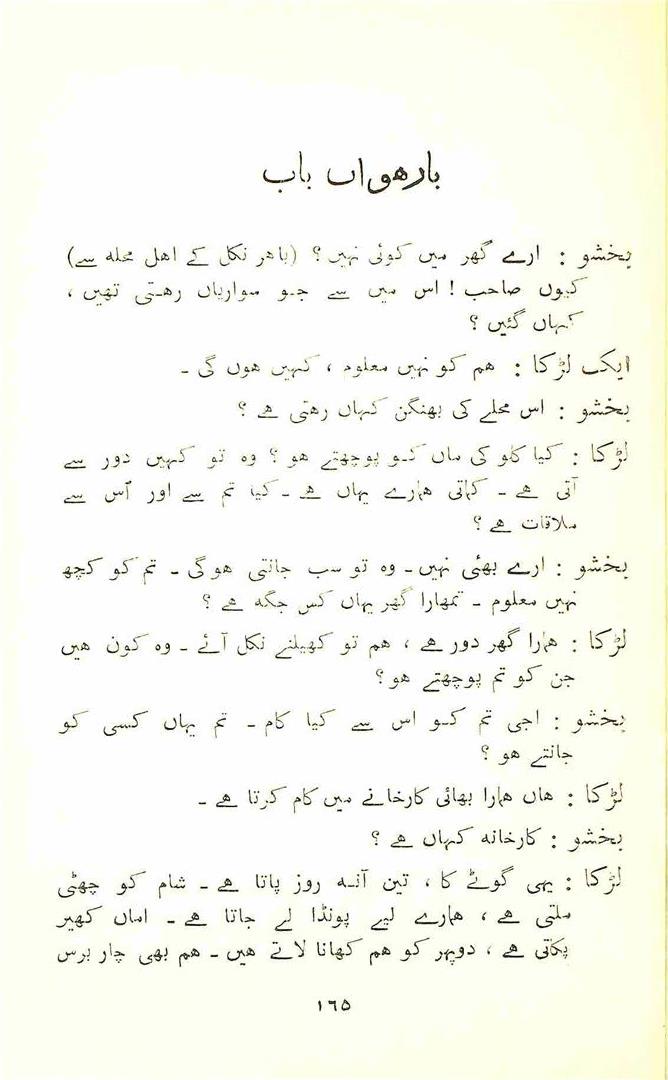 بارھواں باب
بخشو : ارے گھر میں کوئی نہیں ؟ (باھر نکل کے اھل محلہ سے)
کیوں صاحب ! اس میں سے جو سواریاں رھتی تھیں ،
کہاں گئیں ؟
ایک لڑکا : ھم کو نہیں معلوم ، کہیں ھوں گی ۔
بخشو : اس محلے کی بھنگن کہاں رھتی ھے ؟
لڑکا : کیا کلو کی ماں کو پوچھتے ھو ؟ وہ تو کہیں دور سے
آتی ھے ۔ کماتی ھمارے یہاں ھے ۔ کیا تم سے اور اُس سے
ملاقات ھے ؟
بخشو : ارے بھئی نہیں ۔ وہ تو سب جانتی ھوگی ۔ تم کو کچھ
نہیں معلوم ۔ تمھارا گھر یہاں کس جگہ ھے ؟
لڑکا : ھمارا گھر دور ھے ، ھم تو کھیلنے نکل آئے ۔ وہ کون ھیں
جن کو تم پوچھتے ھو ؟
بخشو : اجی تم کو اس سے کیا کام ۔ تم یہاں کسی کو
جانتے ھو ؟
لڑکا : ھاں ھمارا بھائی کارخانے میں کام کرتا ھے ۔
بخشو : کارخانہ کہاں ھے ؟
لڑکا : یہی گوٹے کا ، تین آنہ روز پاتا ھے ۔ شام کو چھٹی
ملتی ھے ، ھمارے لیے پونڈا لے جاتا ھے ۔ اماں کھیر
پکاتی ھے ، دوپہر کو ھم کھانا لاتے ھیں ۔ ھم بھی چار برس
۱۶۵